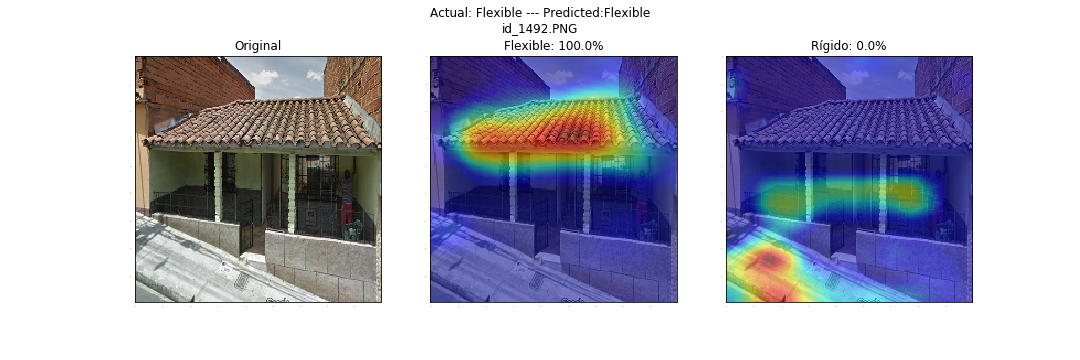 Actual: Flexible --- Predicted:Flexible
id_1492.PNG
Original
Flexible: 100.0%
Rígido: 0.0%